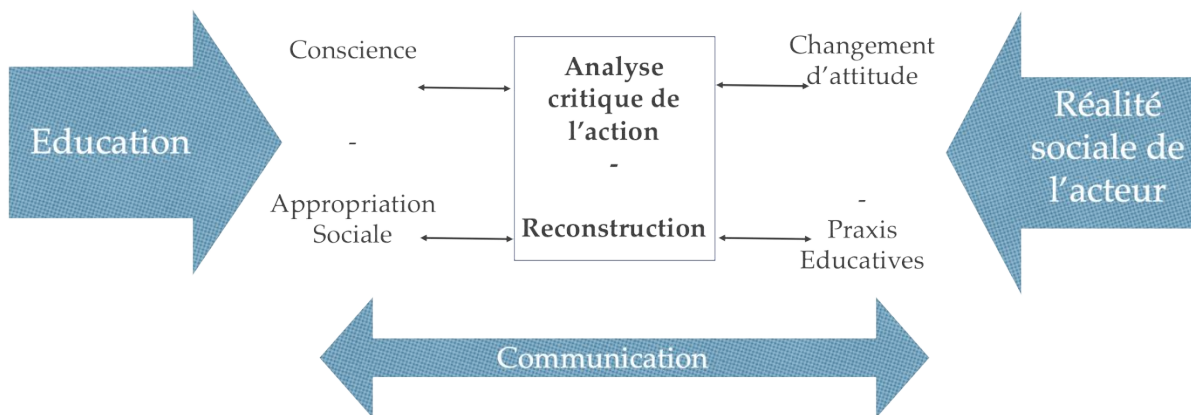 Education
Conscience
-
Appropriation
Sociale
Analyse
critique de
l’action
-
Reconstruction
Changement
d’attitude
-
Praxis
Educatives
Réalité
sociale de
l’acteur
Communication